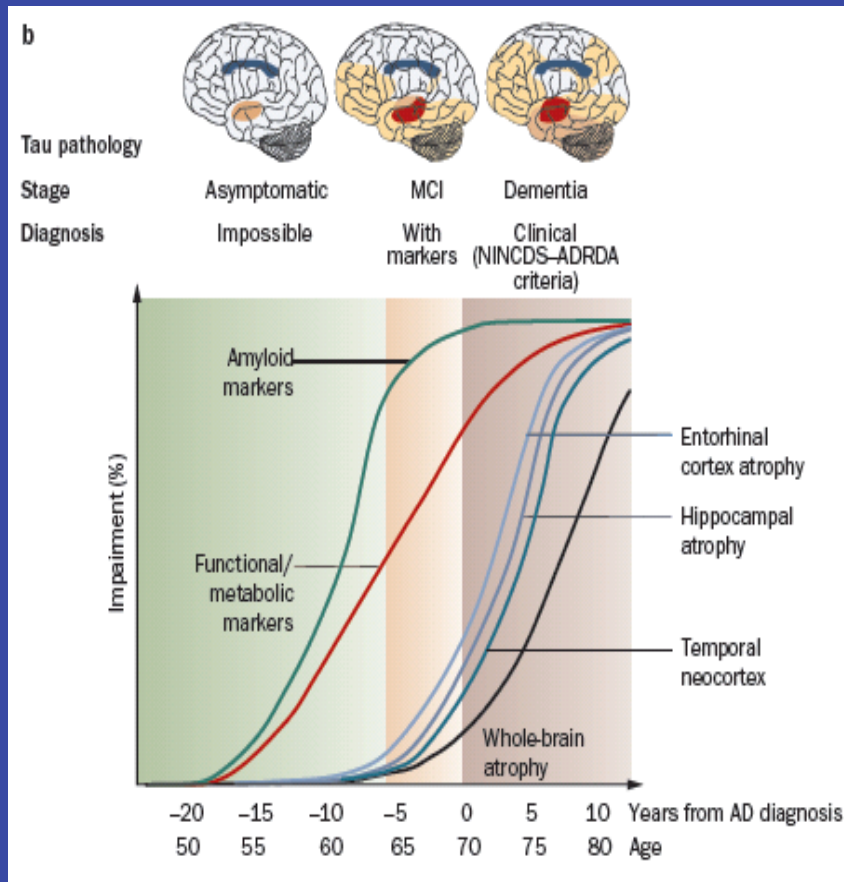 b
Tau pathology
Stage Asymptomatic MCI Dementia
Diagnosis Impossible With Clinical
markers (NINCDS–ADRDA
criteria)
Amyloid
markers
Entorhinal
cortex atrophy
Impairment (%)
Hippocampal
atrophy
Functional/
metabolic
markers
Temporal
neocortex
Whole-brain
atrophy
–20 –15 –10 –5 0 5 10 Years from AD diagnosis
50 55 60 65 70 75 80 Age